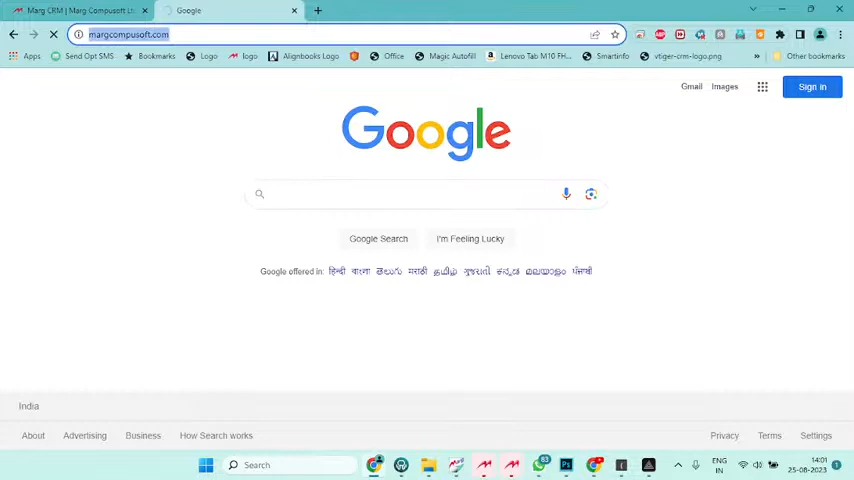 Marg CRM | Marg Compusoft Lt
Google
margcompusoft.com
Apps Send Opt SMS Bookmarks Logo logo Alignbooks Logo Office Magic Autofill Lenovo Tab M10 FH... Smartinfo vtiger-crm-logo.png » Other bookmarks
Gmail Images Sign in
Google
Google Search I'm Feeling Lucky
Google offered in: हिन्दी বাংলা తెలుగు मराठी தமிழ் ગુજરાતી ಕನ್ನಡ മലയാളം ਪੰਜਾਬੀ
India
About Advertising Business How Search works Privacy Terms Settings
Search 83 Ps ENG IN 14:01 25-08-2023 1